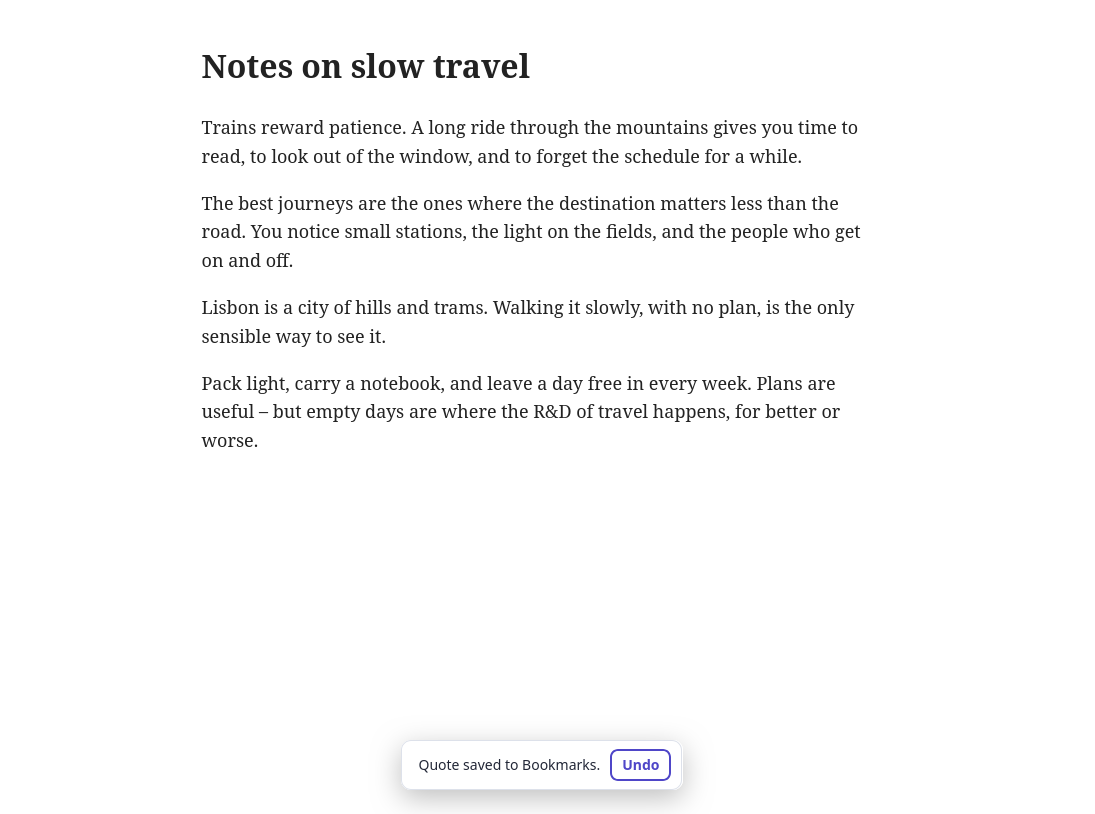 Notes on slow travel
Trains reward patience. A long ride through the mountains gives you time to
read, to look out of the window, and to forget the schedule for a while.
The best journeys are the ones where the destination matters less than the
road. You notice small stations, the light on the fields, and the people who get
on and off.
Lisbon is a city of hills and trams. Walking it slowly, with no plan, is the only
sensible way to see it.
Pack light, carry a notebook, and leave a day free in every week. Plans are
useful – but empty days are where the R&D of travel happens, for better or
worse.
Quote saved to Bookmarks. Undo